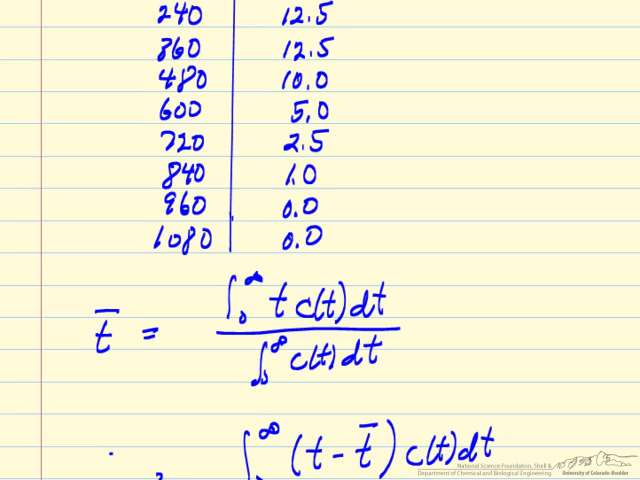 240 12.5
360 12.5
480 10.0
600 5.0
720 2.5
840 1.0
960 0.0
1080 0.0
t̄ = ∫₀^∞ t c(t) dt / ∫₀^∞ c(t) dt
∫₀^∞ (t - t̄) c(t) dt
National Science Foundation, Shell &
Department of Chemical and Biological Engineering
University of Colorado-Boulder